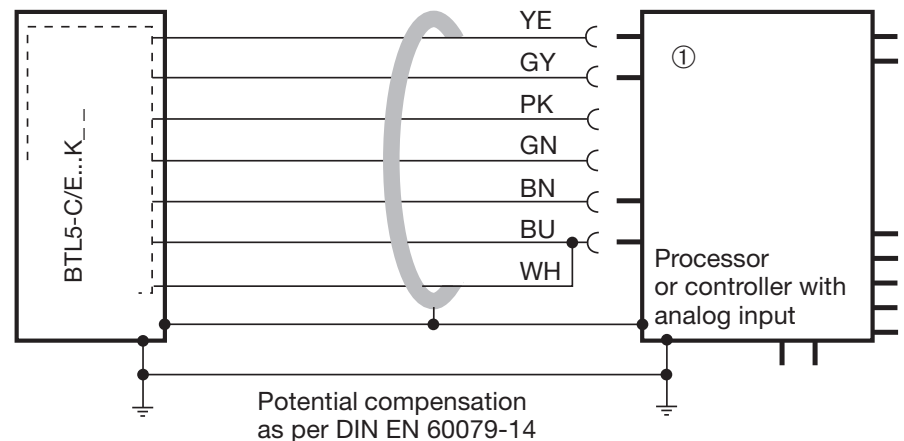 BTL5-C/E...K_ _
YE
GY
PK
GN
BN
BU
WH
①
Processor
or controller with
analog input
Potential compensation
as per DIN EN 60079-14